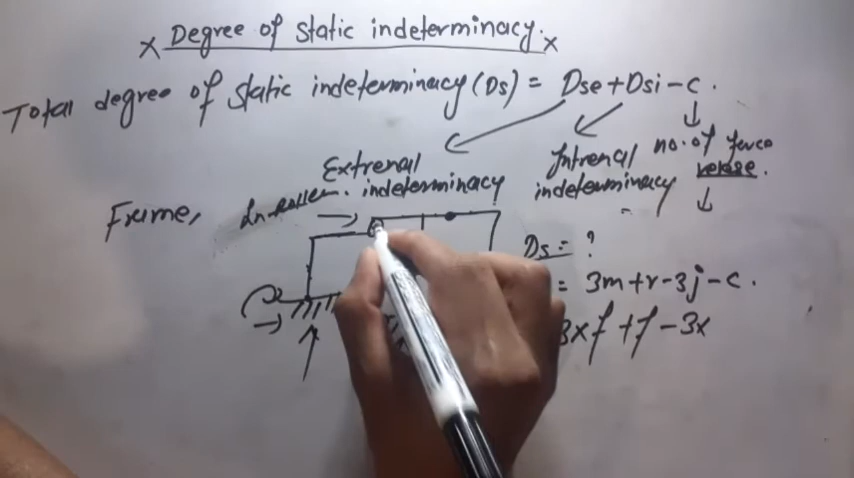 x Degree of static indeterminacy. x
Total degree of static indeterminacy (Ds) = Dse + Dsi - c.
Extrenal
indeterminacy
Intrenal
indeterminacy
no. of force
relese.
Frame,
Ds = ?
= 3m + r - 3j - c.